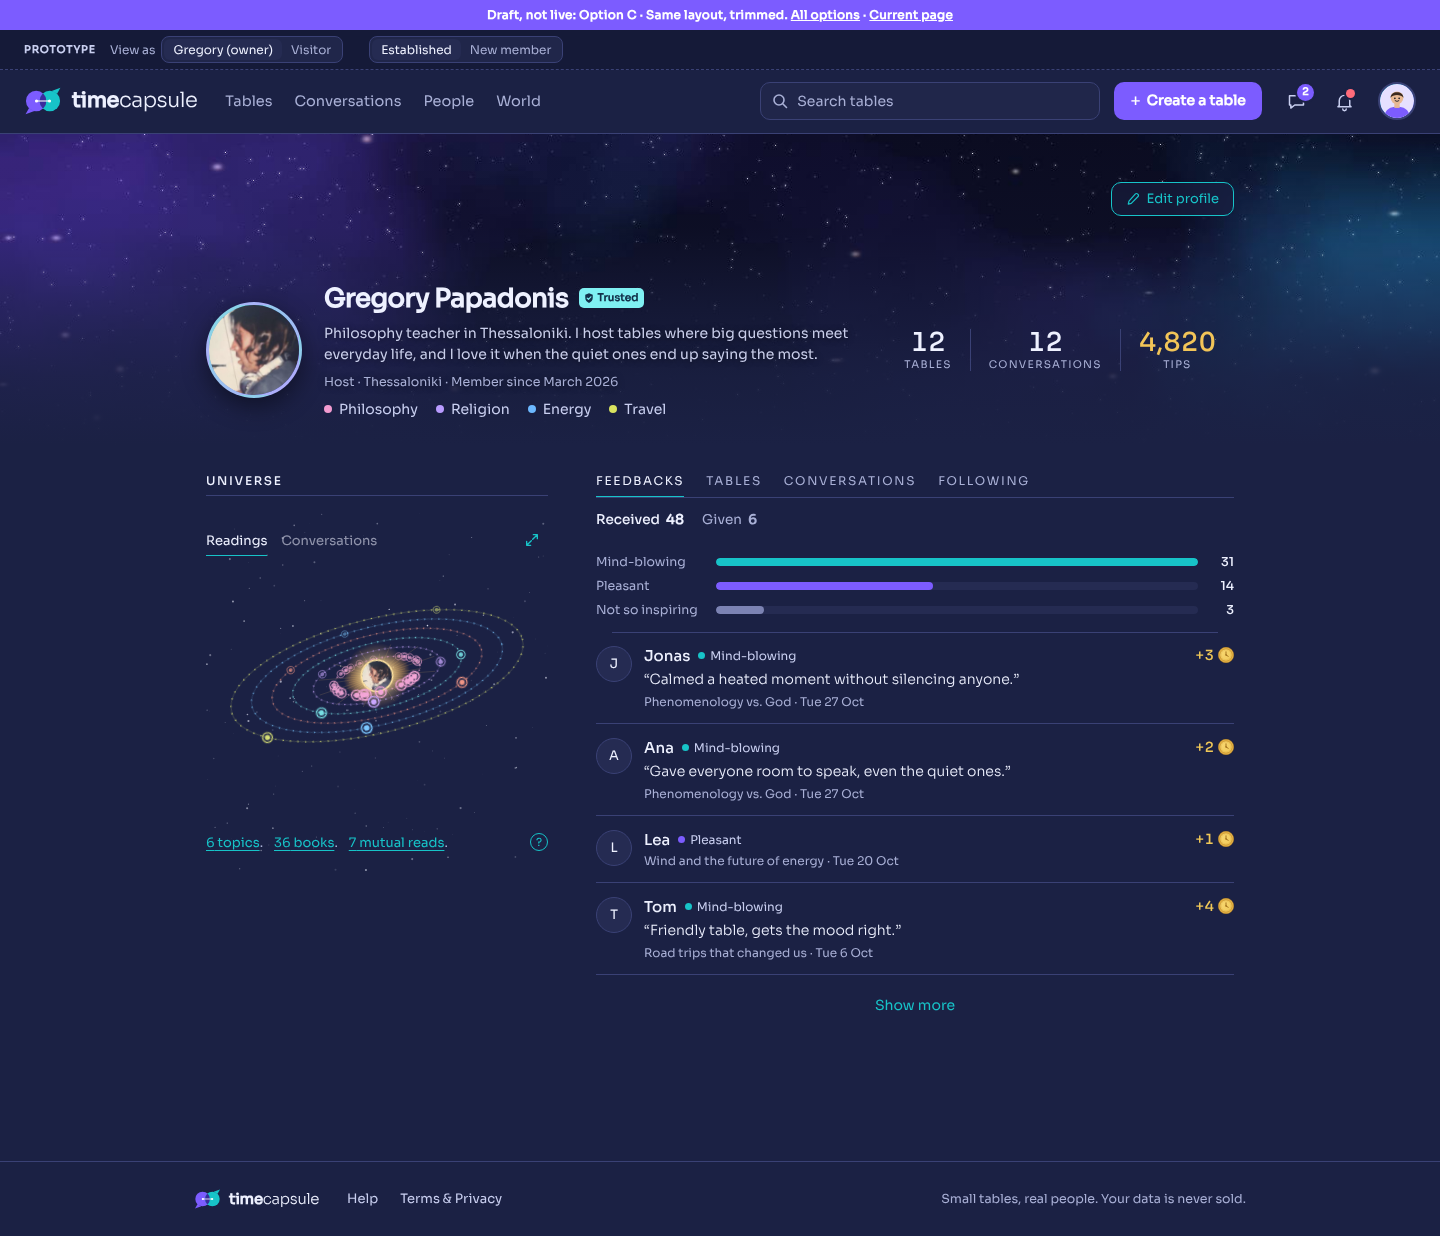 Draft, not live: Option C · Same layout, trimmed. All options · Current page
PROTOTYPE View as Gregory (owner) Visitor Established New member
timecapsule Tables Conversations People World Search tables + Create a table 2
Edit profile
Gregory Papadonis Trusted
Philosophy teacher in Thessaloniki. I host tables where big questions meet
everyday life, and I love it when the quiet ones end up saying the most.
Host · Thessaloniki · Member since March 2026
Philosophy Religion Energy Travel
12 12 4,820
TABLES CONVERSATIONS TIPS
UNIVERSE
Readings Conversations
6 topics. 36 books. 7 mutual reads. ?
FEEDBACKS TABLES CONVERSATIONS FOLLOWING
Received 48 Given 6
Mind-blowing 31
Pleasant 14
Not so inspiring 3
J Jonas Mind-blowing +3
“Calmed a heated moment without silencing anyone.”
Phenomenology vs. God · Tue 27 Oct
A Ana Mind-blowing +2
“Gave everyone room to speak, even the quiet ones.”
Phenomenology vs. God · Tue 27 Oct
L Lea Pleasant +1
Wind and the future of energy · Tue 20 Oct
T Tom Mind-blowing +4
“Friendly table, gets the mood right.”
Road trips that changed us · Tue 6 Oct
Show more
timecapsule Help Terms & Privacy Small tables, real people. Your data is never sold.